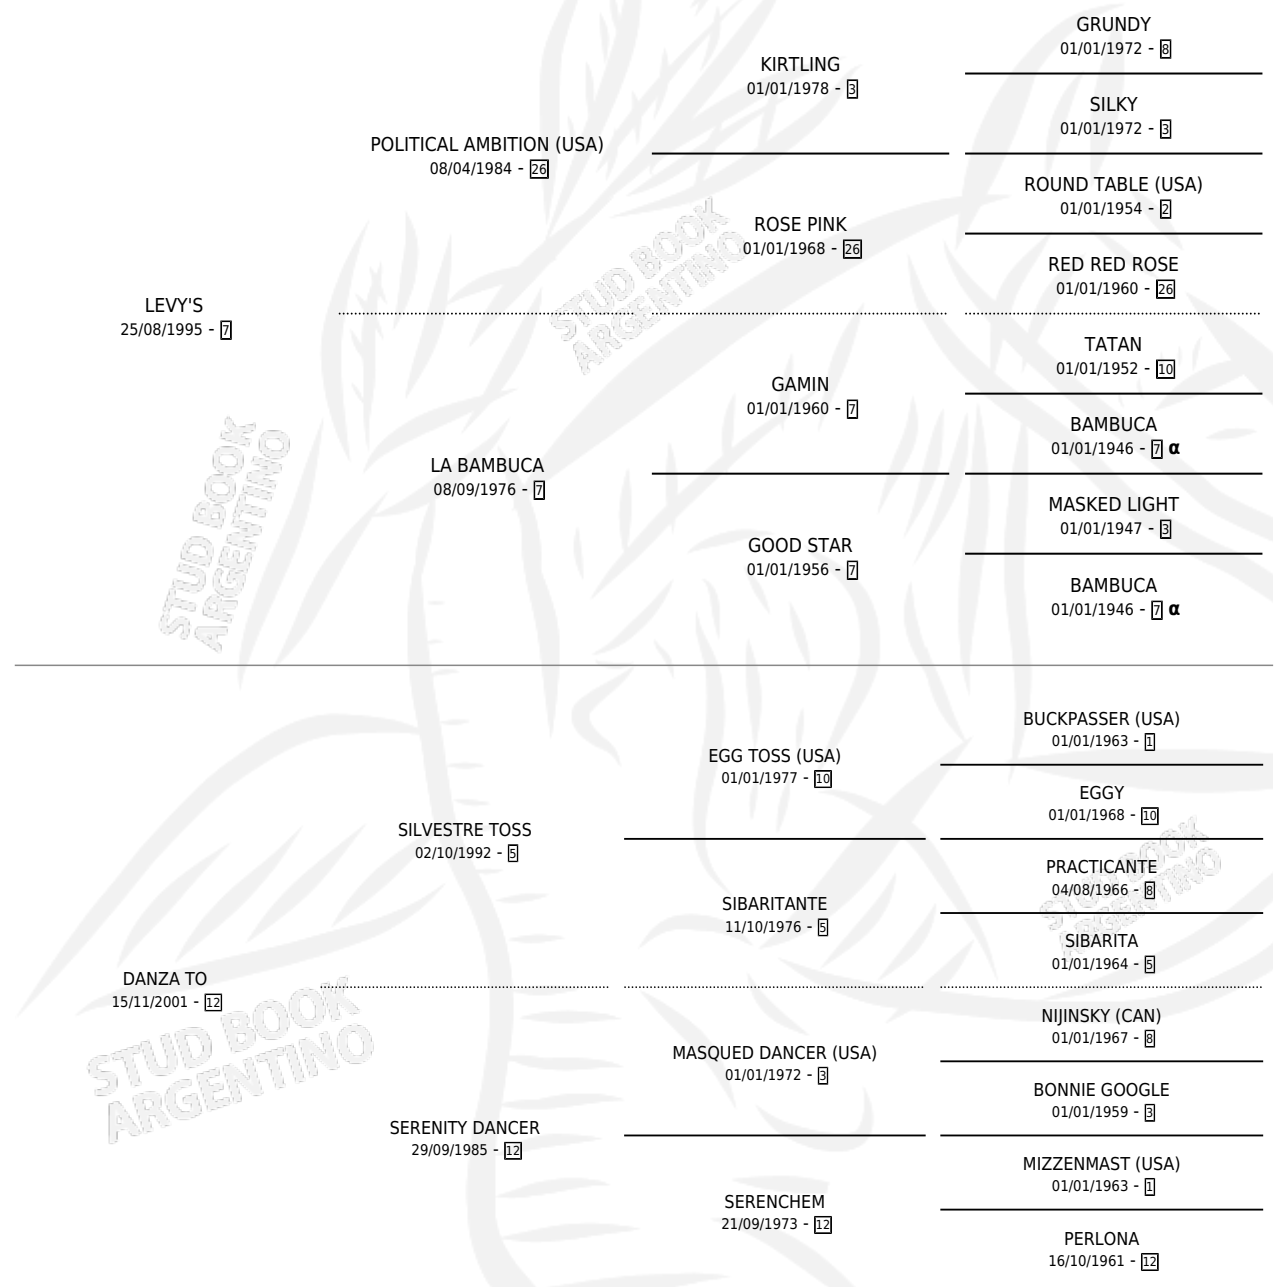 GRUNDY
01/01/1972 - 8
KIRTLING
01/01/1978 - 3
SILKY
01/01/1972 - 3
POLITICAL AMBITION (USA)
08/04/1984 - 26
ROUND TABLE (USA)
01/01/1954 - 2
ROSE PINK
01/01/1968 - 26
RED RED ROSE
01/01/1960 - 26
LEVY'S
25/08/1995 - 7
TATAN
01/01/1952 - 10
GAMIN
01/01/1960 - 7
BAMBUCA
01/01/1946 - 7 α
LA BAMBUCA
08/09/1976 - 7
MASKED LIGHT
01/01/1947 - 3
GOOD STAR
01/01/1956 - 7
BAMBUCA
01/01/1946 - 7 α
STUD BOOK
ARGENTINO
STUD BOOK
ARGENTINO
BUCKPASSER (USA)
01/01/1963 - 1
EGG TOSS (USA)
01/01/1977 - 10
EGGY
01/01/1968 - 10
SILVESTRE TOSS
02/10/1992 - 5
PRACTICANTE
04/08/1966 - 8
SIBARITANTE
11/10/1976 - 5
SIBARITA
01/01/1964 - 5
DANZA TO
15/11/2001 - 12
NIJINSKY (CAN)
01/01/1967 - 8
MASQUED DANCER (USA)
01/01/1972 - 3
BONNIE GOOGLE
01/01/1959 - 3
SERENITY DANCER
29/09/1985 - 12
MIZZENMAST (USA)
01/01/1963 - 1
SERENCHEM
21/09/1973 - 12
PERLONA
16/10/1961 - 12
STUD BOOK
ARGENTINO
STUD BOOK
ARGENTINO